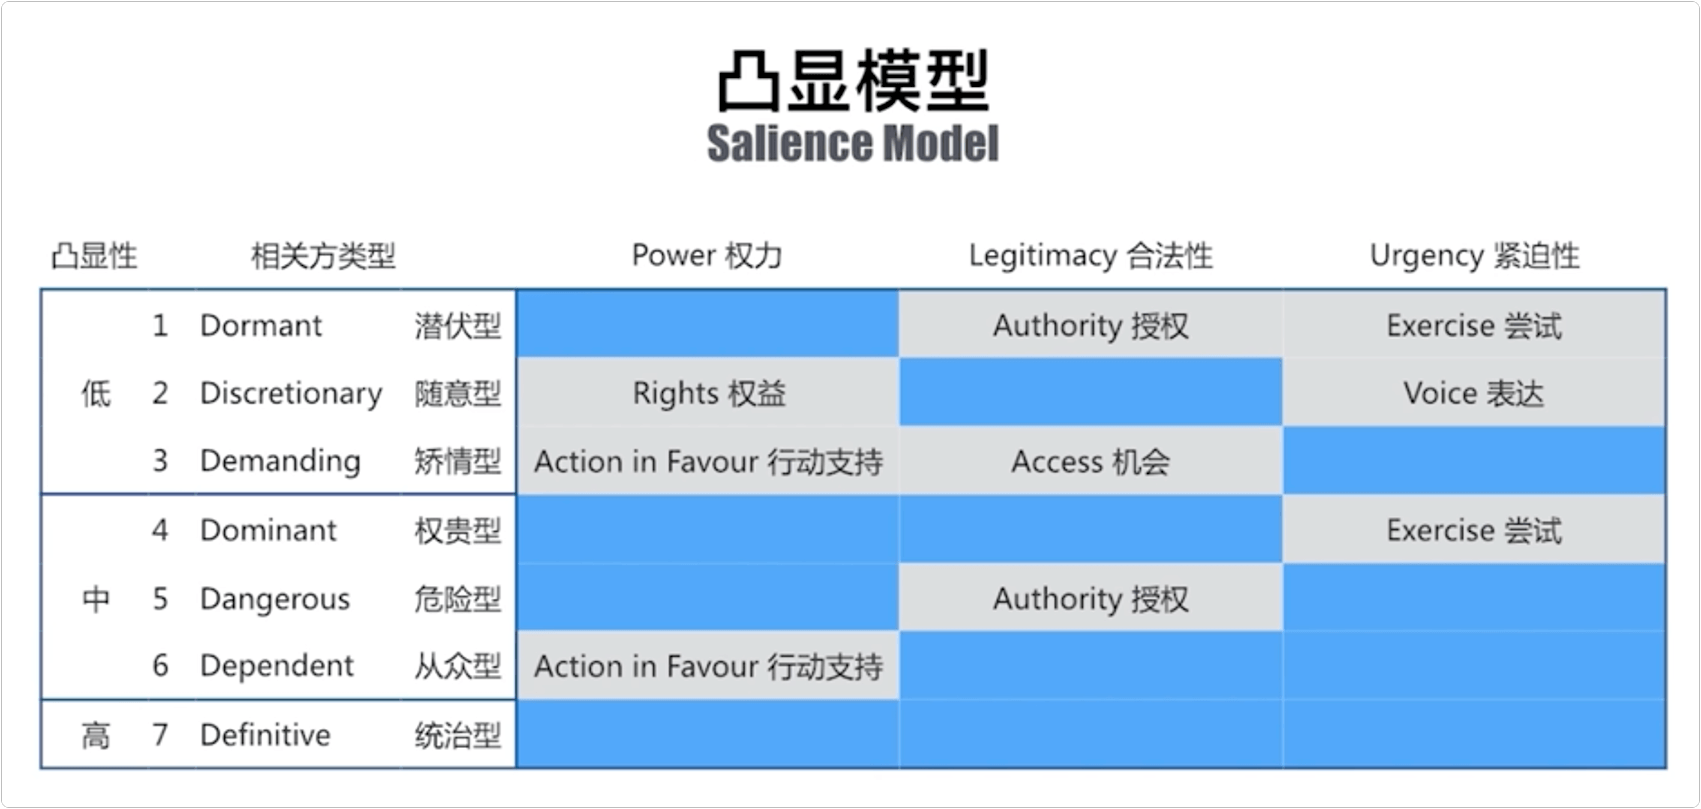 凸显模型
Salience Model
凸显性 相关方类型 Power 权力 Legitimacy 合法性 Urgency 紧迫性
1 Dormant 潜伏型 Authority 授权 Exercise 尝试
低 2 Discretionary 随意型 Rights 权益 Voice 表达
3 Demanding 矫情型 Action in Favour 行动支持 Access 机会
4 Dominant 权贵型 Exercise 尝试
中 5 Dangerous 危险型 Authority 授权
6 Dependent 从众型 Action in Favour 行动支持
高 7 Definitive 统治型